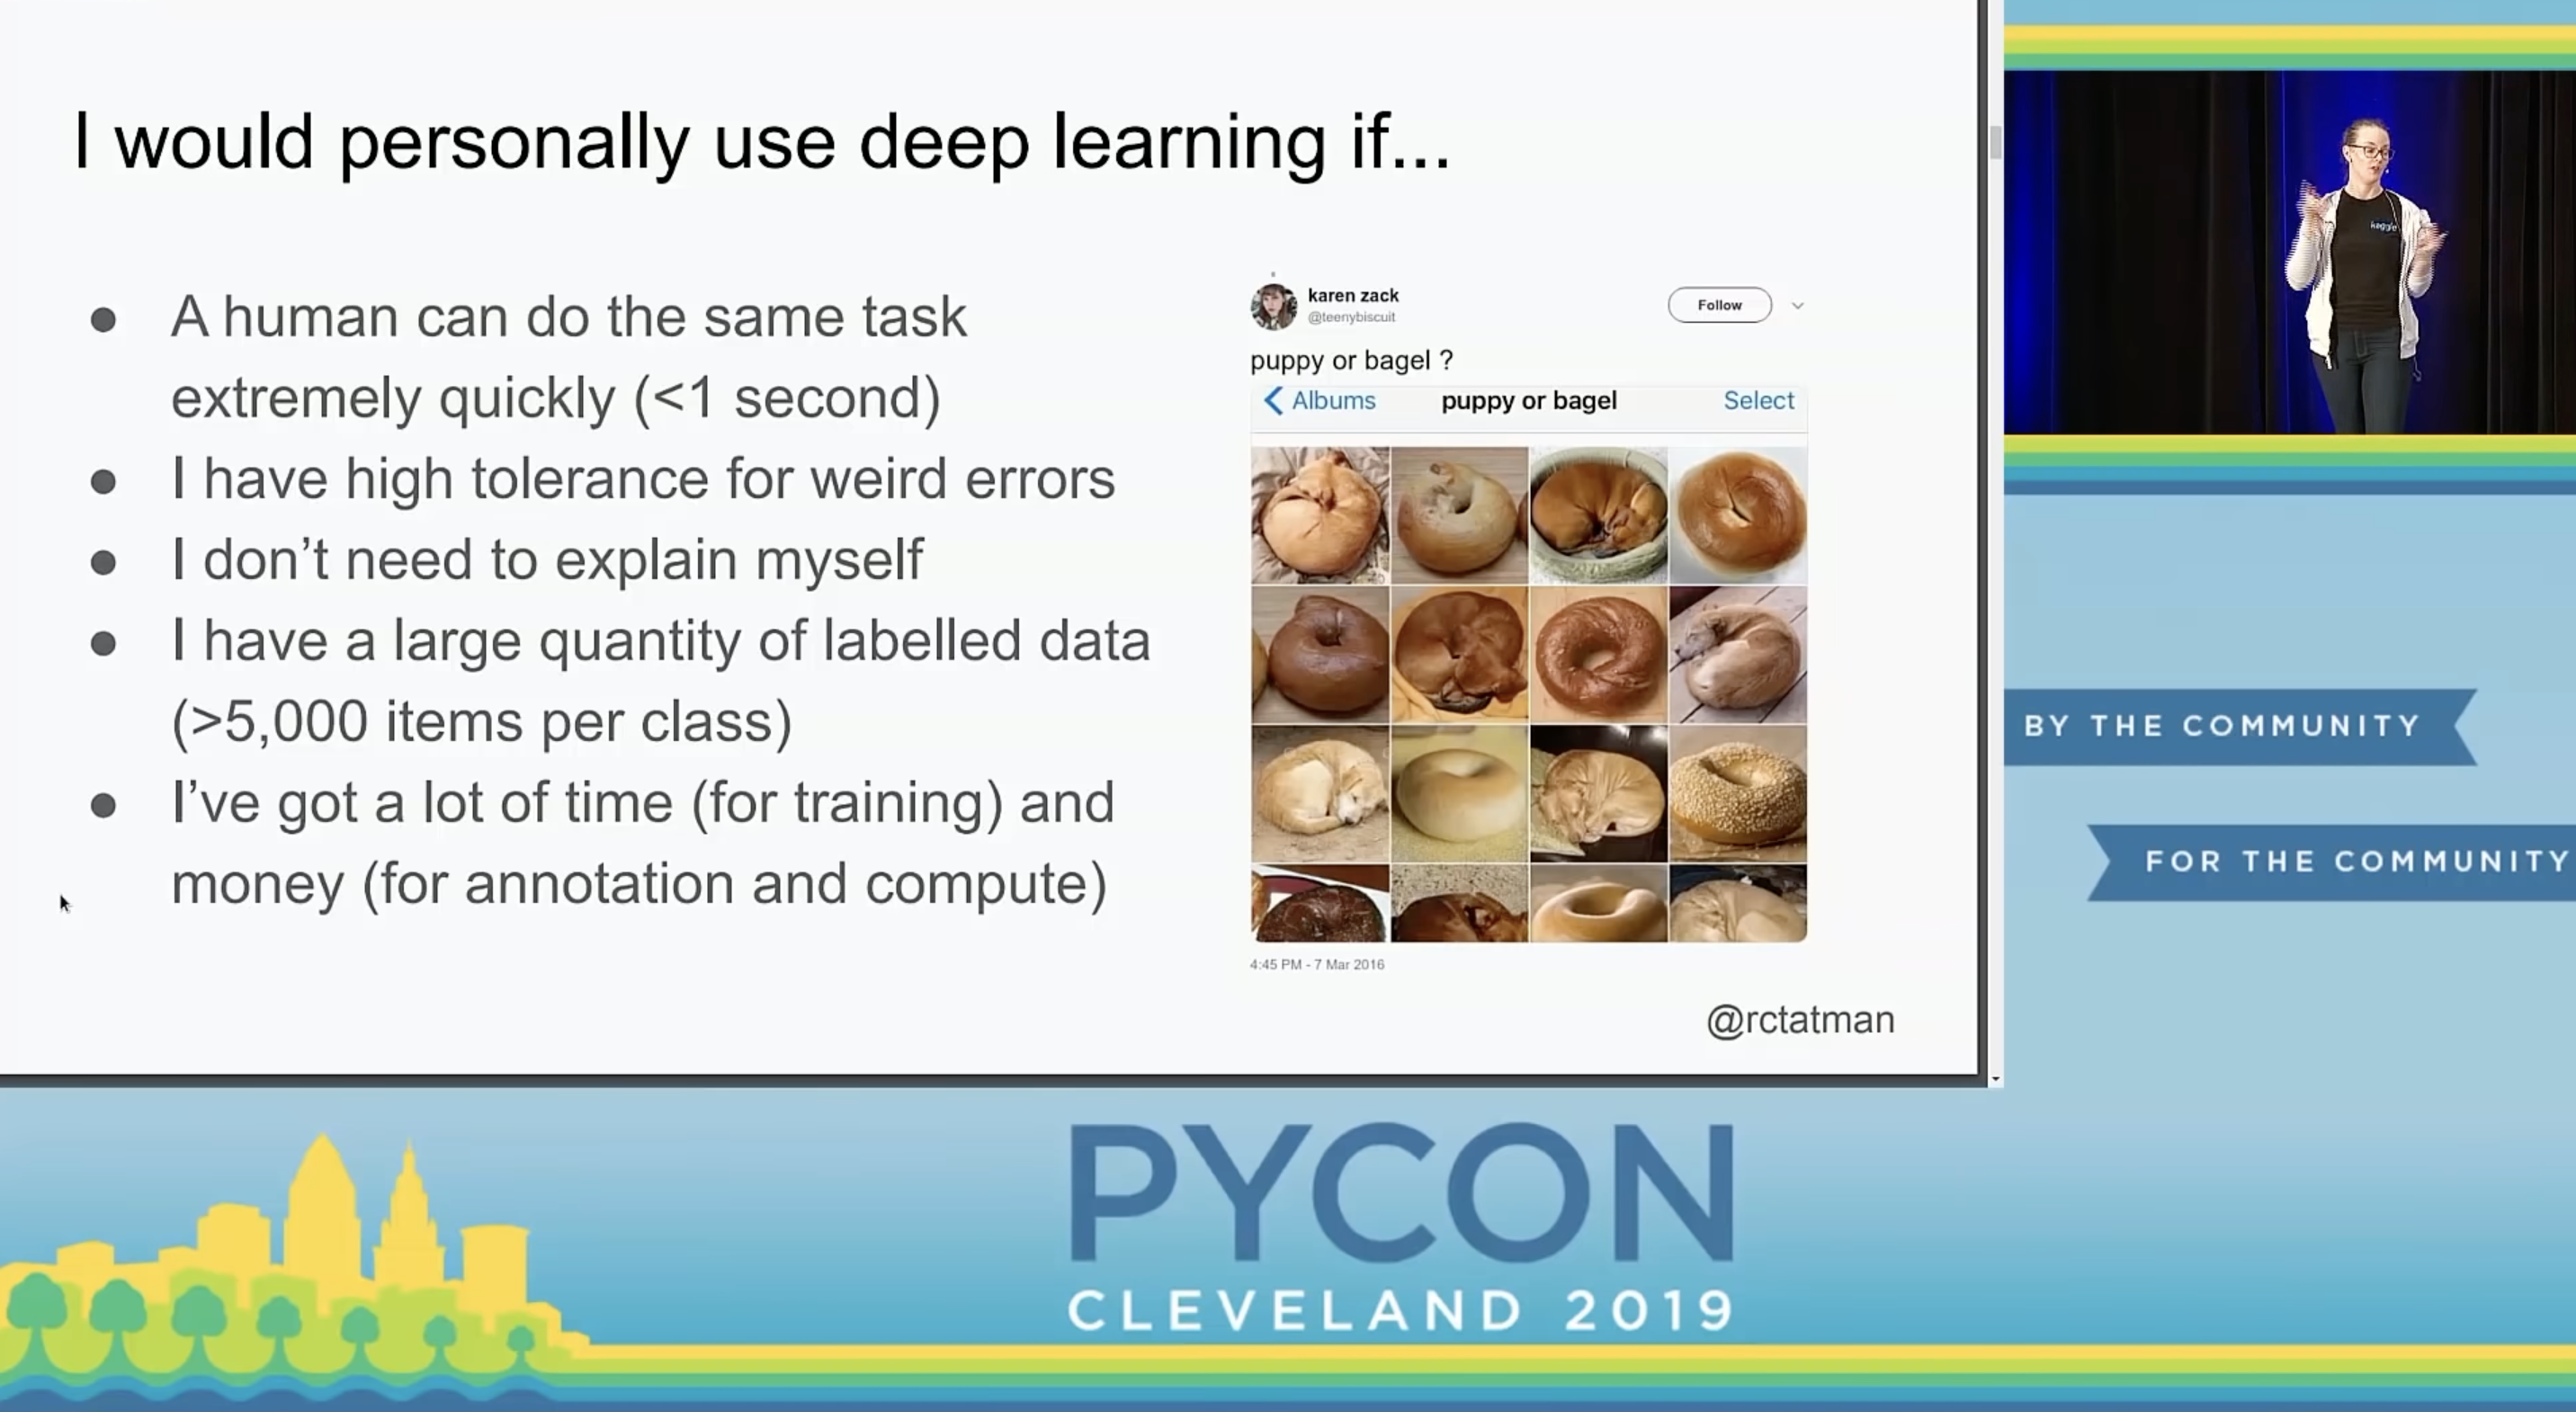 I would personally use deep learning if...
● A human can do the same task
extremely quickly (<1 second)
● I have high tolerance for weird errors
● I don’t need to explain myself
● I have a large quantity of labelled data
(>5,000 items per class)
● I’ve got a lot of time (for training) and
money (for annotation and compute)
karen zack
@teenybiscuit
Follow
puppy or bagel ?
Albums
puppy or bagel
Select
4:45 PM - 7 Mar 2016
@rctatman
kaggle
BY THE COMMUNITY
FOR THE COMMUNITY
PYCON
CLEVELAND 2019